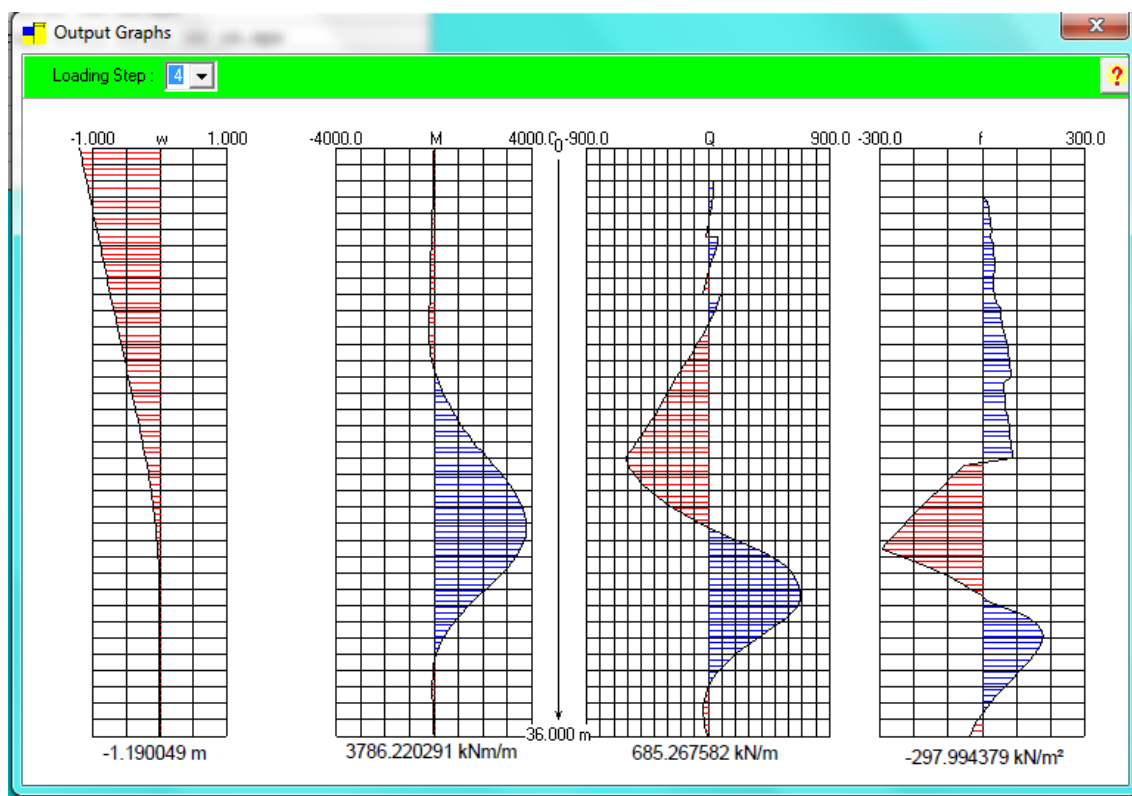 Output Graphs
Loading Step : 4
?
-1.000 w 1.000
-4000.0 M 4000.0
0
-900.0 Q 900.0
-300.0 f 300.0
36.000 m
-1.190049 m
3786.220291 kNm/m
685.267582 kN/m
-297.994379 kN/m²